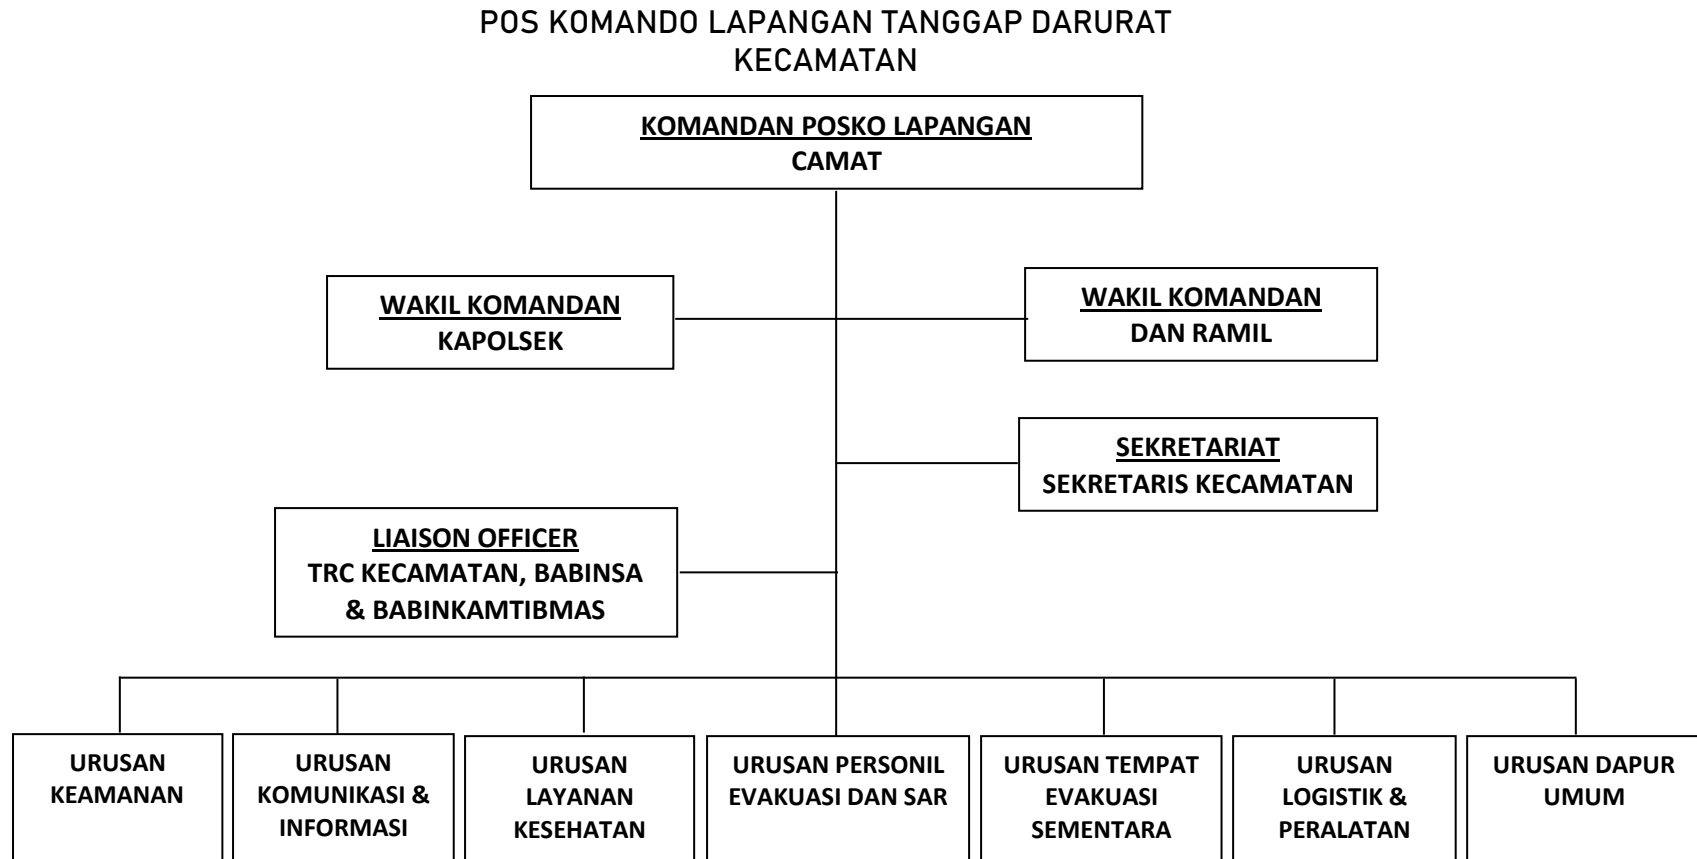 POS KOMANDO LAPANGAN TANGGAP DARURAT
KECAMATAN
KOMANDAN POSKO LAPANGAN
CAMAT
WAKIL KOMANDAN
KAPOLSEK
WAKIL KOMANDAN
DAN RAMIL
SEKRETARIAT
SEKRETARIS KECAMATAN
LIAISON OFFICER
TRC KECAMATAN, BABINSA
& BABINKAMTIBMAS
URUSAN
KEAMANAN
URUSAN
KOMUNIKASI &
INFORMASI
URUSAN
LAYANAN
KESEHATAN
URUSAN PERSONIL
EVAKUASI DAN SAR
URUSAN TEMPAT
EVAKUASI
SEMENTARA
URUSAN
LOGISTIK &
PERALATAN
URUSAN DAPUR
UMUM